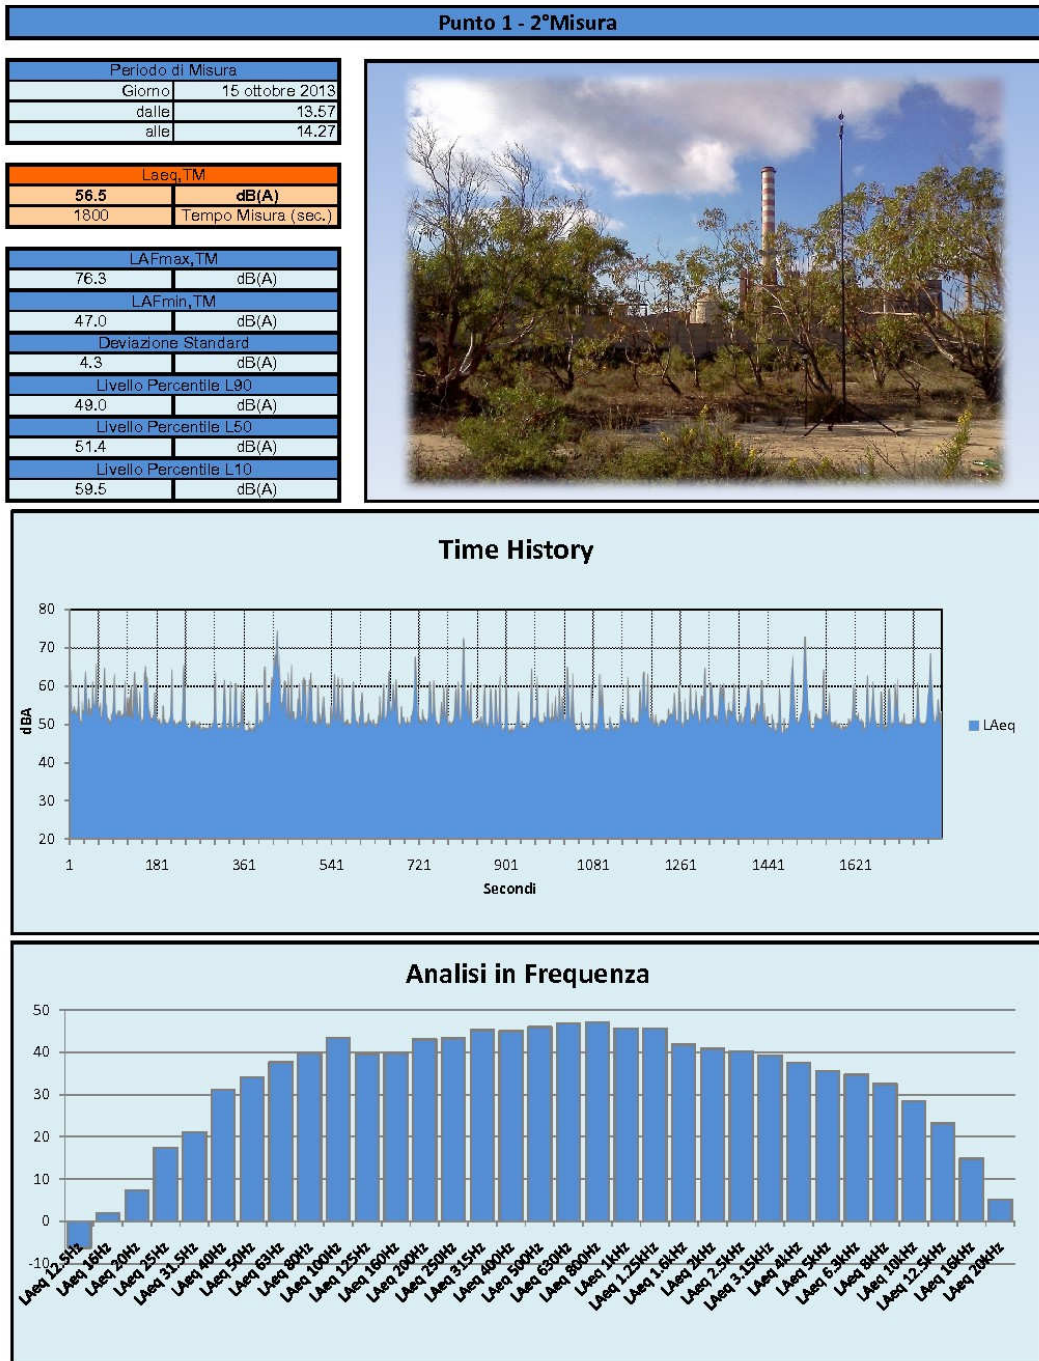 Punto 1 - 2°Misura
Periodo di Misura
Giorno 15 ottobre 2013
dalle 13.57
alle 14.27
Laeq,TM
56.5 dB(A)
1800 Tempo Misura (sec.)
LAFmax,TM
76.3 dB(A)
LAFmin,TM
47.0 dB(A)
Deviazione Standard
4.3 dB(A)
Livello Percentile L90
49.0 dB(A)
Livello Percentile L50
51.4 dB(A)
Livello Percentile L10
59.5 dB(A)
Time History
80
70
60
50
40
30
20
dBA
1 181 361 541 721 901 1081 1261 1441 1621
Secondi
LAeq
Analisi in Frequenza
50
40
30
20
10
0
-10
LAeq 12.5Hz
LAeq 16Hz
LAeq 20Hz
LAeq 25Hz
LAeq 31.5Hz
LAeq 40Hz
LAeq 50Hz
LAeq 63Hz
LAeq 80Hz
LAeq 100Hz
LAeq 125Hz
LAeq 160Hz
LAeq 200Hz
LAeq 250Hz
LAeq 315Hz
LAeq 400Hz
LAeq 500Hz
LAeq 630Hz
LAeq 800Hz
LAeq 1kHz
LAeq 1.25kHz
LAeq 1.6kHz
LAeq 2kHz
LAeq 2.5kHz
LAeq 3.15kHz
LAeq 4kHz
LAeq 5kHz
LAeq 6.3kHz
LAeq 8kHz
LAeq 10kHz
LAeq 12.5kHz
LAeq 16kHz
LAeq 20kHz